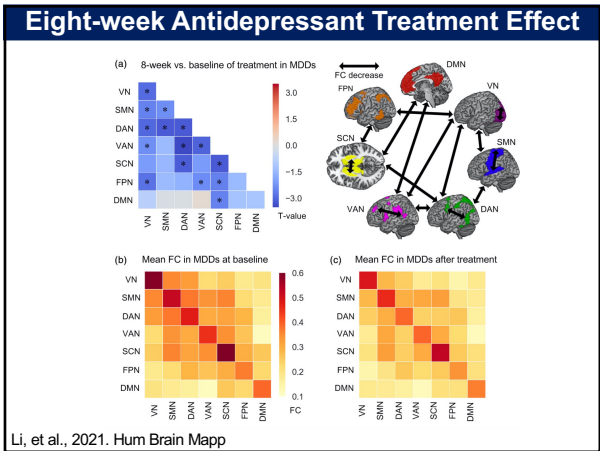 Eight-week Antidepressant Treatment Effect
(a) 8-week vs. baseline of treatment in MDDs
VN *
SMN * *
DAN * * *
VAN * * *
SCN * *
FPN * * *
DMN *
VN SMN DAN VAN SCN FPN DMN
3.0
1.5
0.0
−1.5
−3.0
T-value
FC decrease
DMN
FPN
VN
SCN
SMN
VAN
DAN
(b) Mean FC in MDDs at baseline
VN
SMN
DAN
VAN
SCN
FPN
DMN
VN SMN DAN VAN SCN FPN DMN
0.6
0.5
0.4
0.3
0.2
0.1
FC
(c) Mean FC in MDDs after treatment
VN
SMN
DAN
VAN
SCN
FPN
DMN
VN SMN DAN VAN SCN FPN DMN
Li, et al., 2021. Hum Brain Mapp